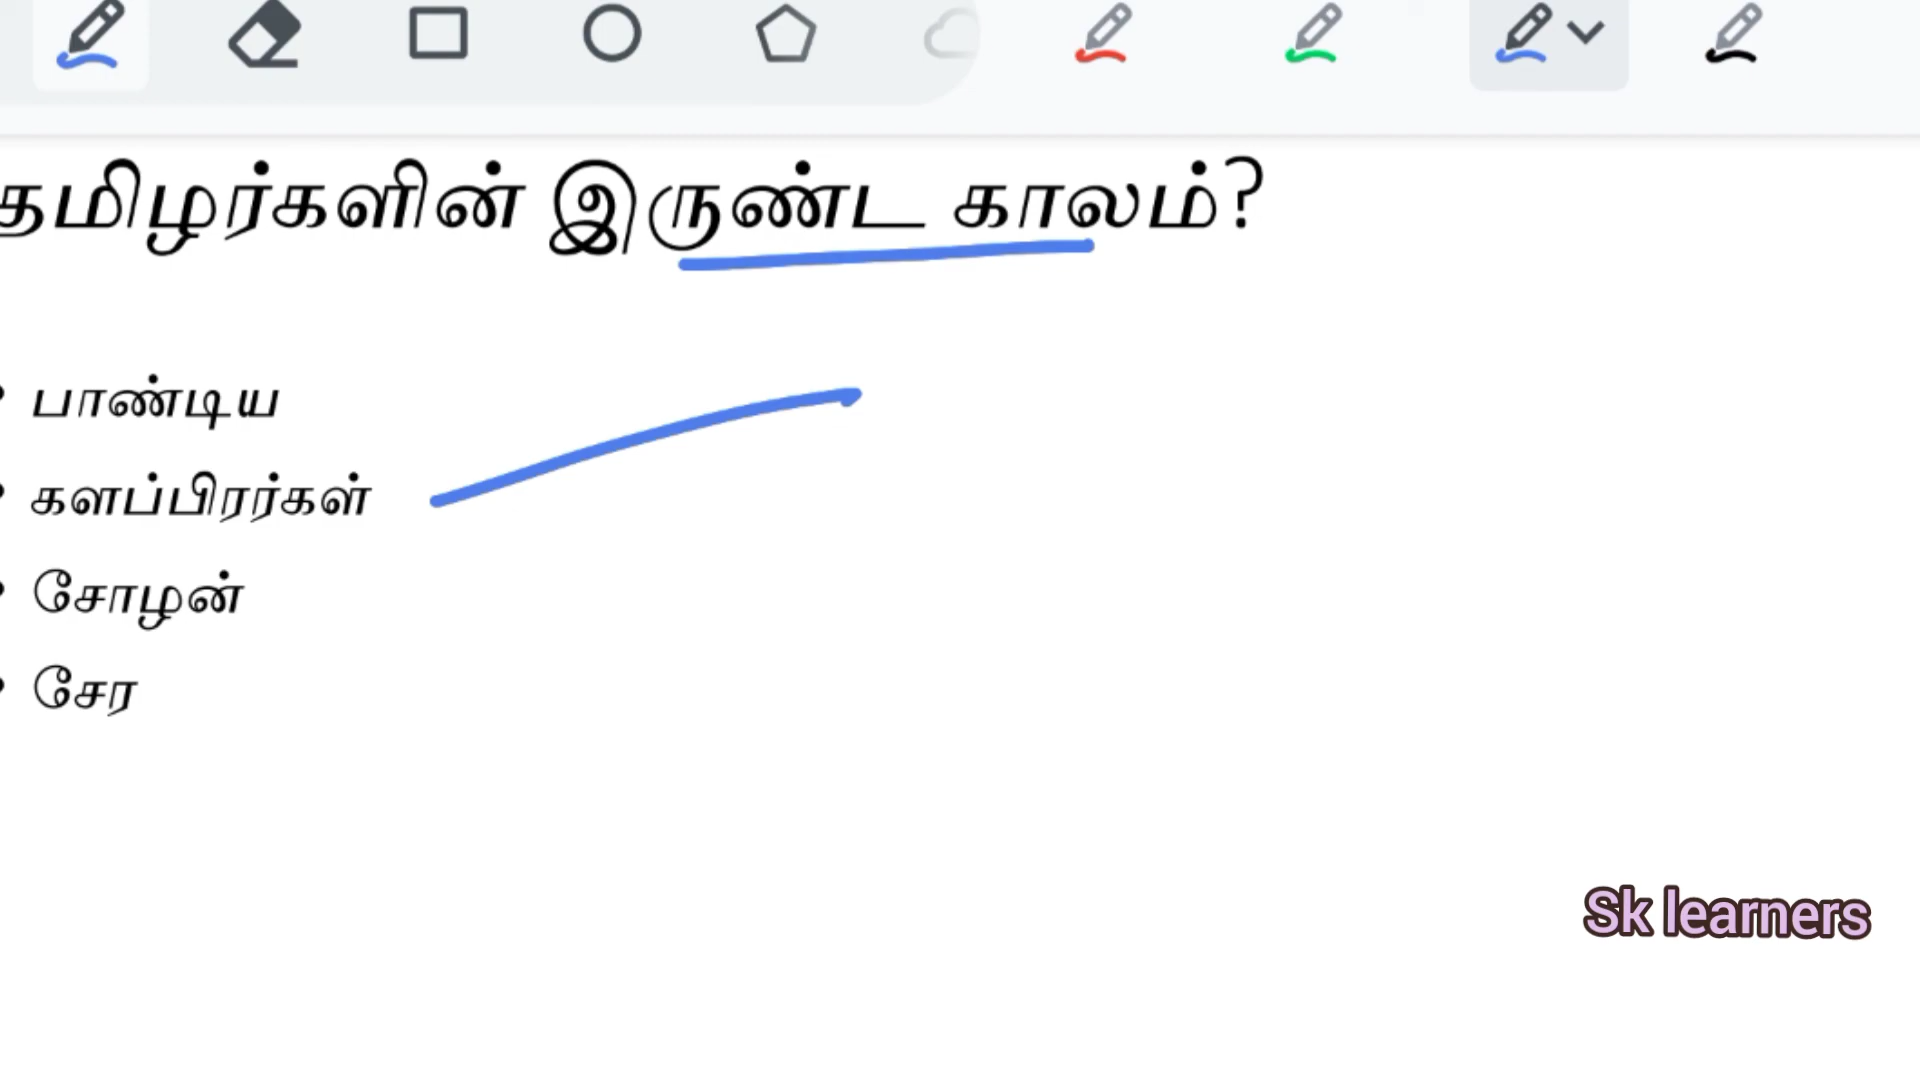 தமிழர்களின் இருண்ட காலம்?
• பாண்டிய
• களப்பிரர்கள்
• சோழன்
• சேர
Sk learners